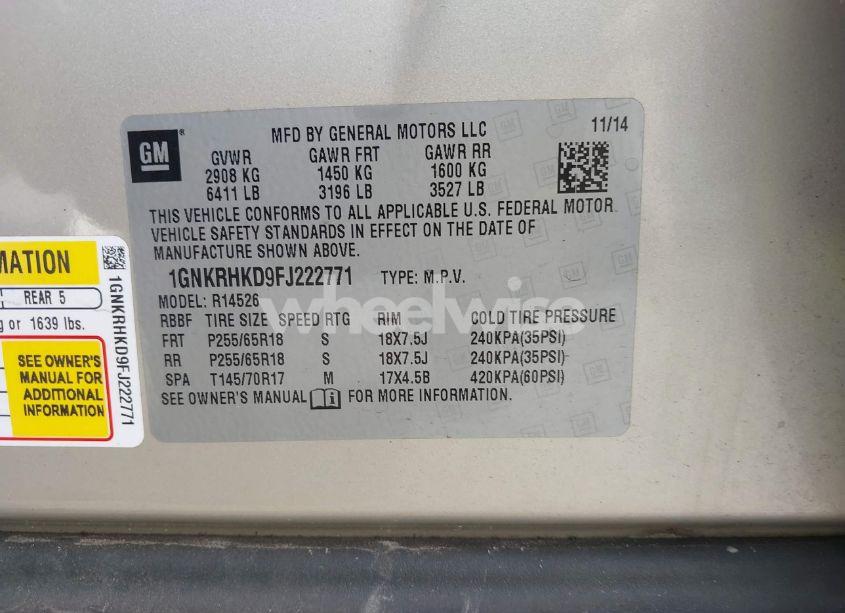 MFD BY GENERAL MOTORS LLC 11/14
GM
GVWR GAWR FRT GAWR RR
2908 KG 1450 KG 1600 KG
6411 LB 3196 LB 3527 LB
THIS VEHICLE CONFORMS TO ALL APPLICABLE U.S. FEDERAL MOTOR
VEHICLE SAFETY STANDARDS IN EFFECT ON THE DATE OF
MANUFACTURE SHOWN ABOVE.
1GNKRHKD9FJ222771 TYPE: M.P.V.
MODEL: R14526
RBBF TIRE SIZE SPEED RTG RIM COLD TIRE PRESSURE
FRT P255/65R18 S 18X7.5J 240KPA(35PSI)
RR P255/65R18 S 18X7.5J 240KPA(35PSI)
SPA T145/70R17 M 17X4.5B 420KPA(60PSI)
SEE OWNER'S MANUAL FOR MORE INFORMATION.
MATION
REAR 5
g or 1639 lbs.
SEE OWNER'S
MANUAL FOR
ADDITIONAL
INFORMATION
1GNKRHKD9FJ222771
wheelwise